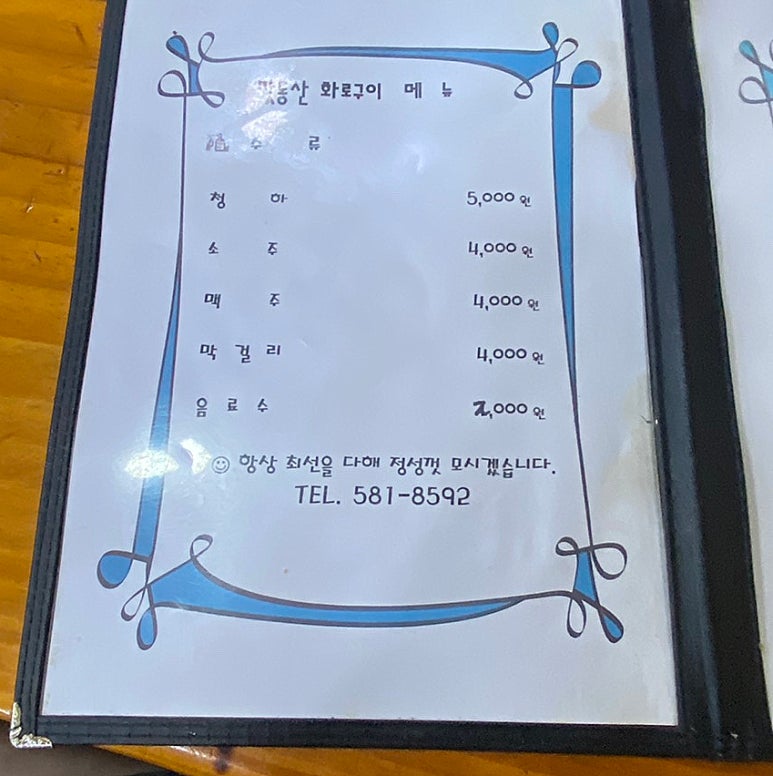 화로구이 메 뉴
류
청 하 5,000 원
소 주 4,000 원
맥 주 4,000 원
막 걸 리 4,000 원
음 료 수 2,000 원
☺ 항상 최선을 다해 정성껏 모시겠습니다.
TEL. 581-8592